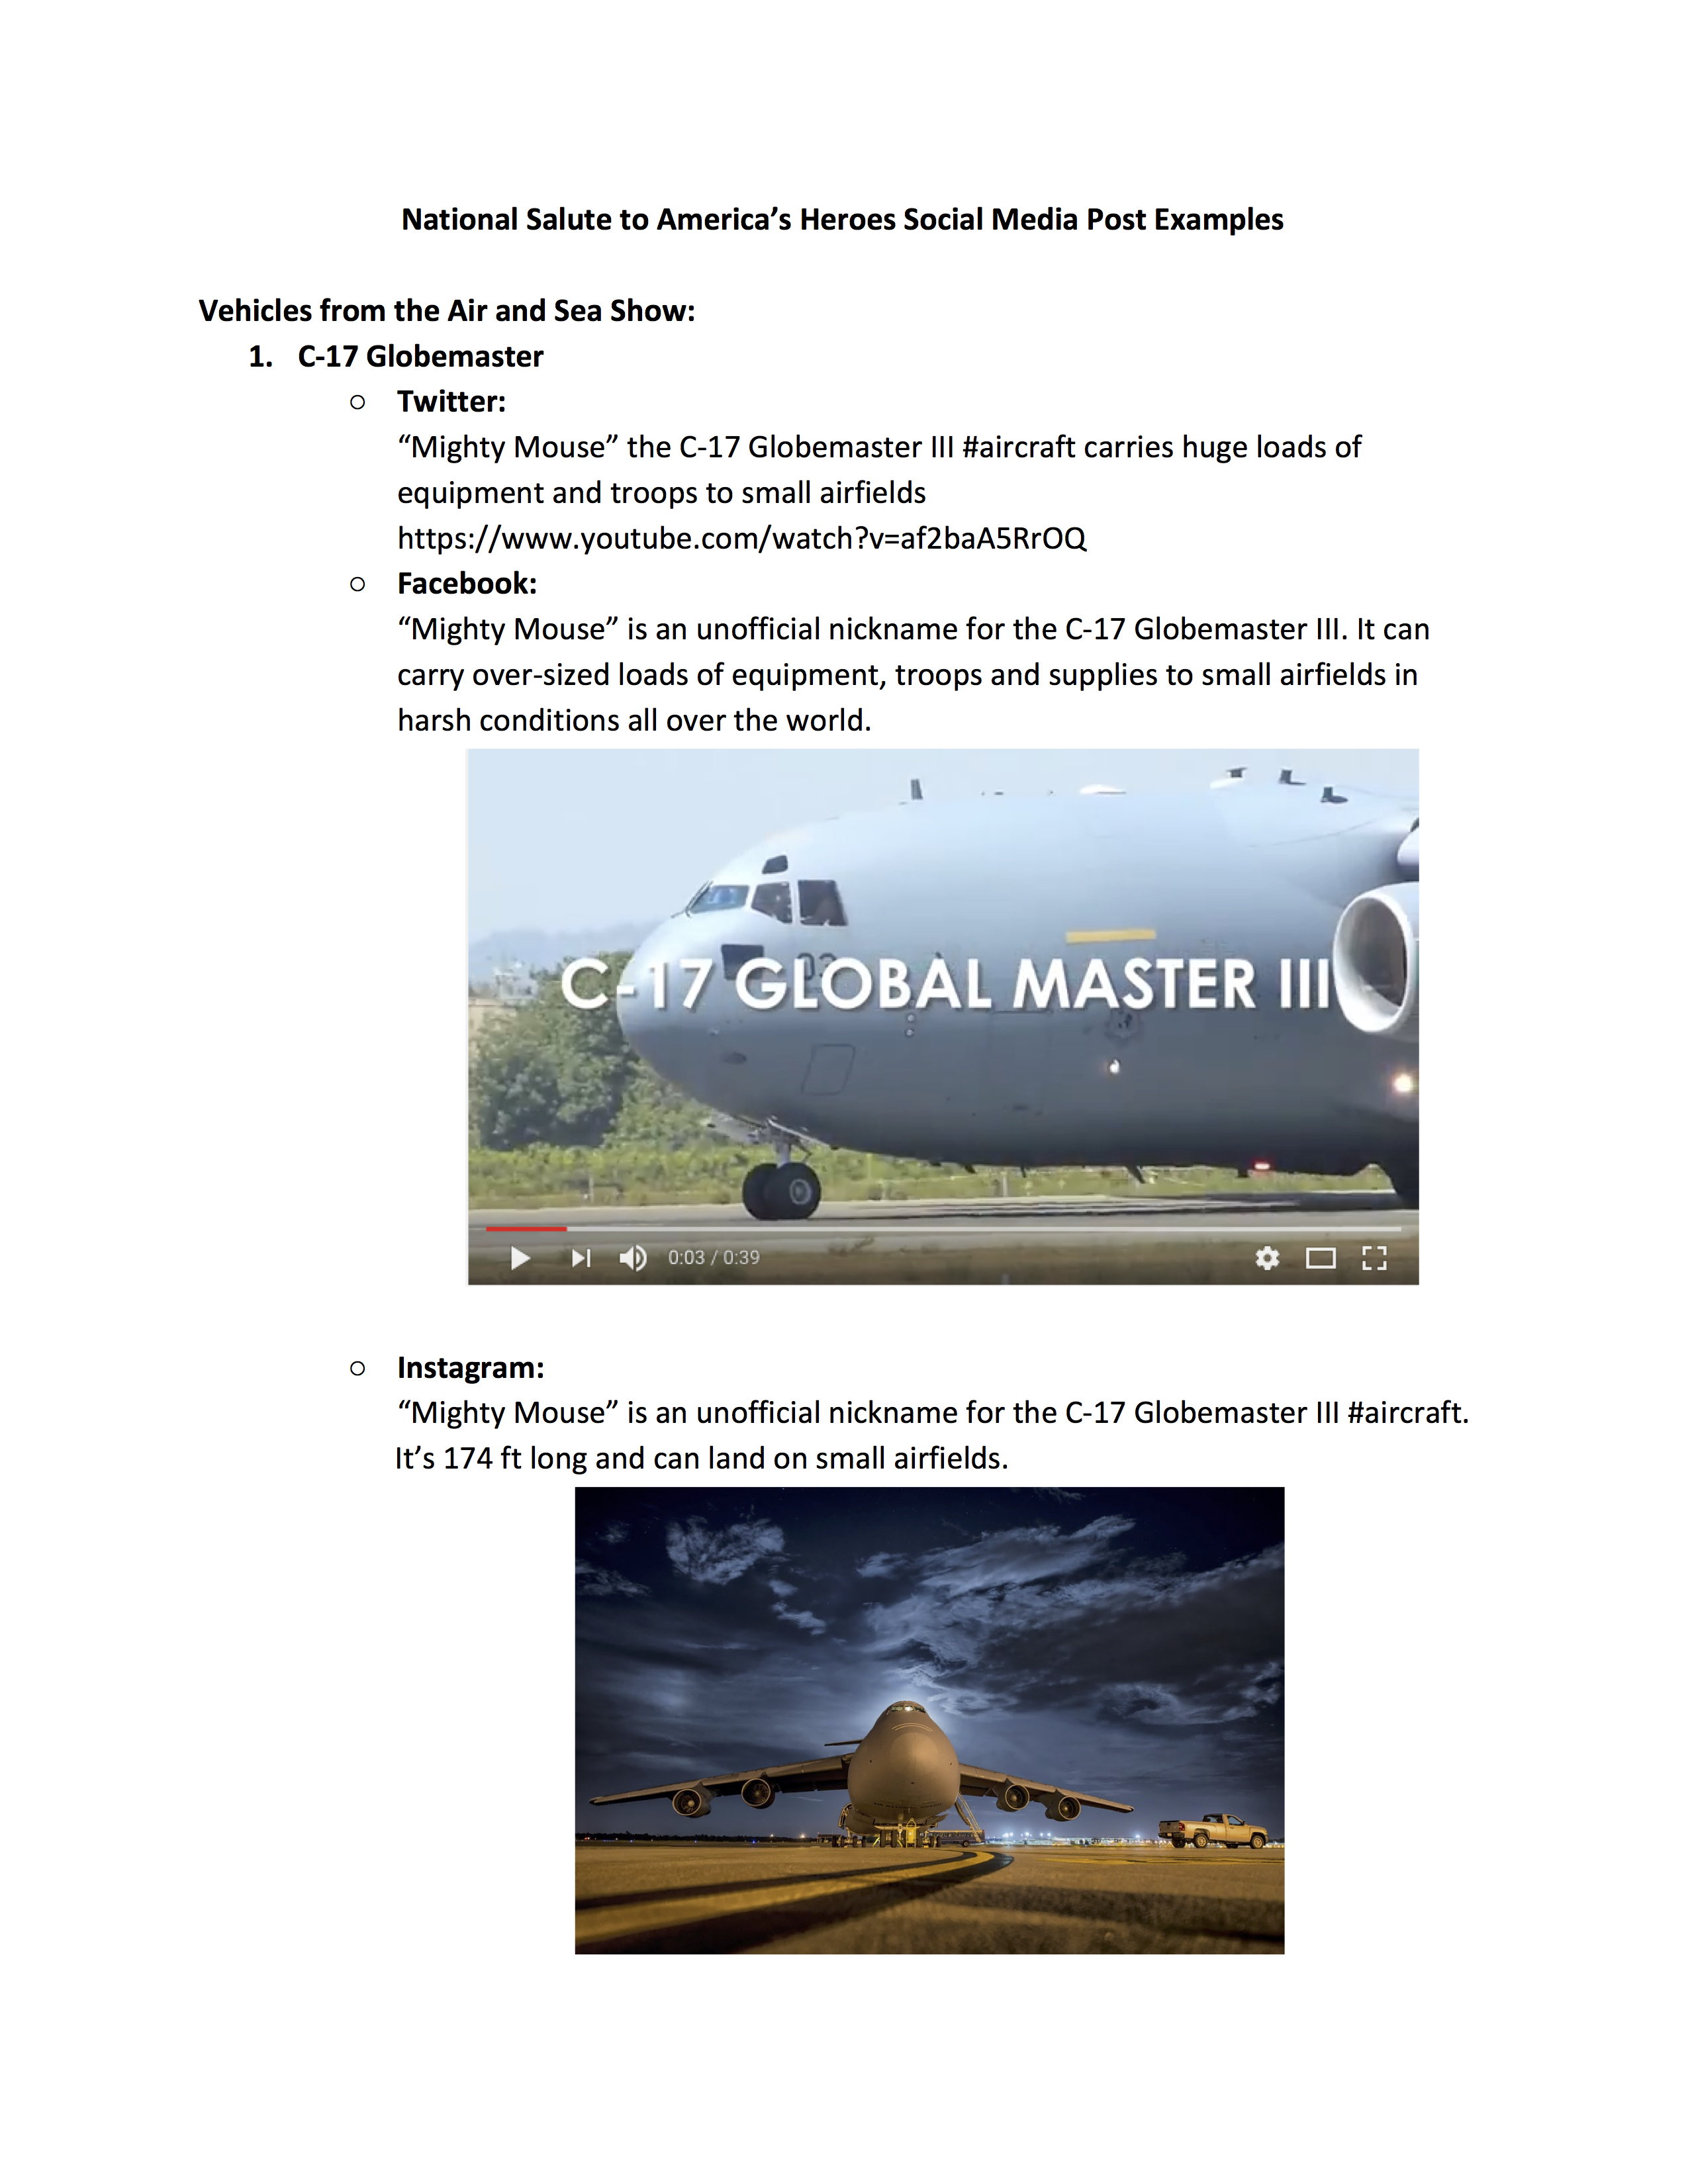 National Salute to America’s Heroes Social Media Post Examples
Vehicles from the Air and Sea Show:
1. C-17 Globemaster
○ Twitter:
“Mighty Mouse” the C-17 Globemaster III #aircraft carries huge loads of
equipment and troops to small airfields
https://www.youtube.com/watch?v=af2baA5RrOQ
○ Facebook:
“Mighty Mouse” is an unofficial nickname for the C-17 Globemaster III. It can
carry over-sized loads of equipment, troops and supplies to small airfields in
harsh conditions all over the world.
03
C-17 GLOBAL MASTER III
0:03 / 0:39
○ Instagram:
“Mighty Mouse” is an unofficial nickname for the C-17 Globemaster III #aircraft.
It’s 174 ft long and can land on small airfields.